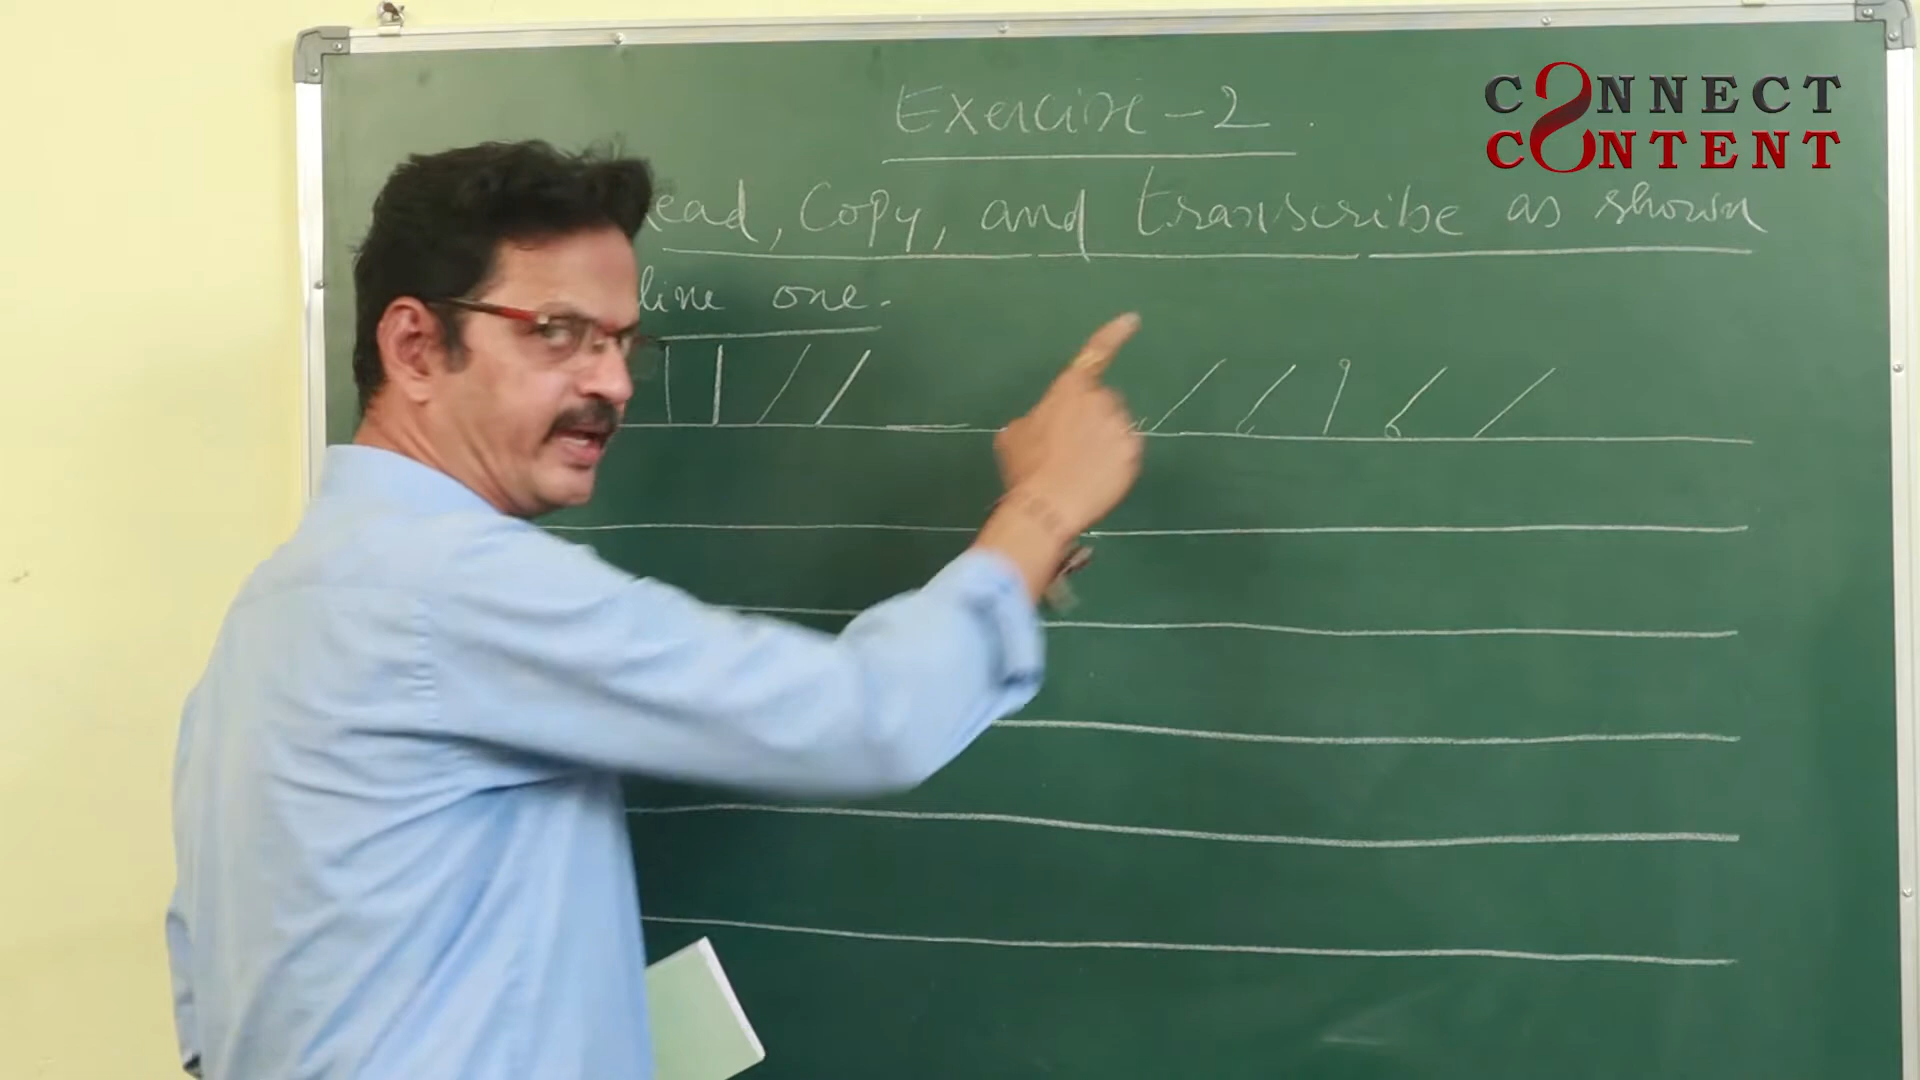 CONNECT
CONTENT
Exercise-2.
ead, Copy, and transcribe as shown
line one.